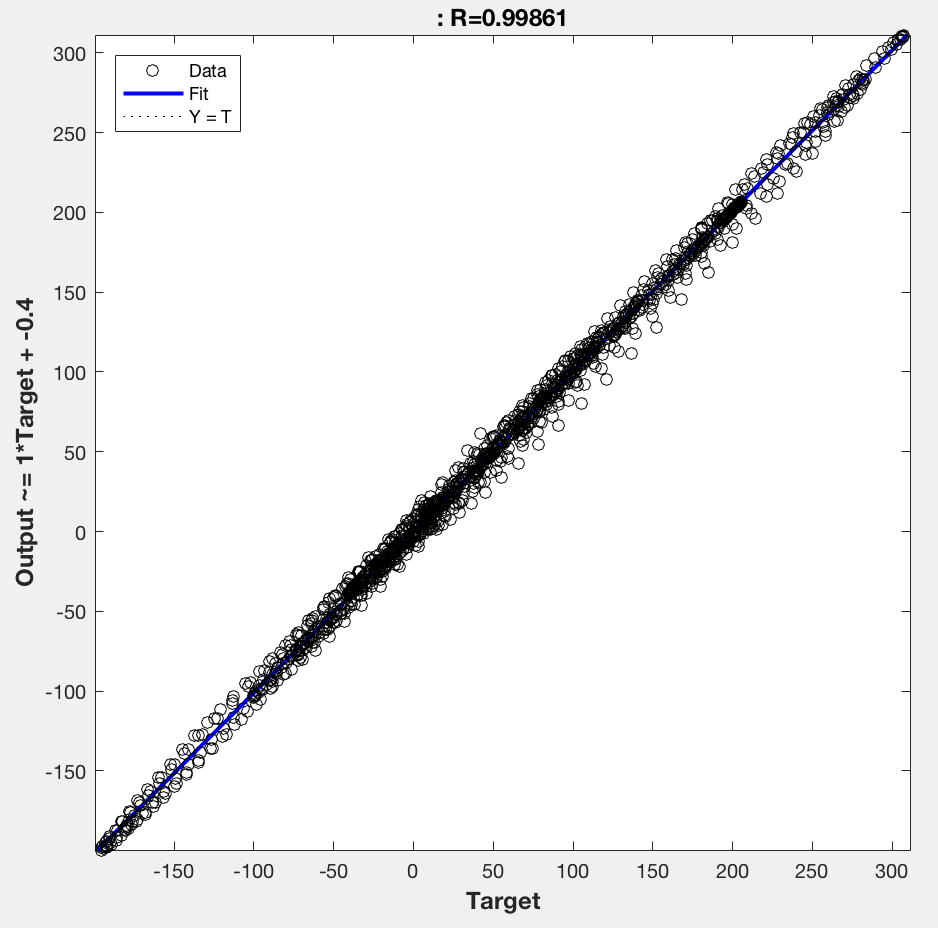 : R=0.99861
Data
Fit
Y = T
300
250
200
150
100
50
0
-50
-100
-150
Output ~= 1*Target + -0.4
-150 -100 -50 0 50 100 150 200 250 300
Target